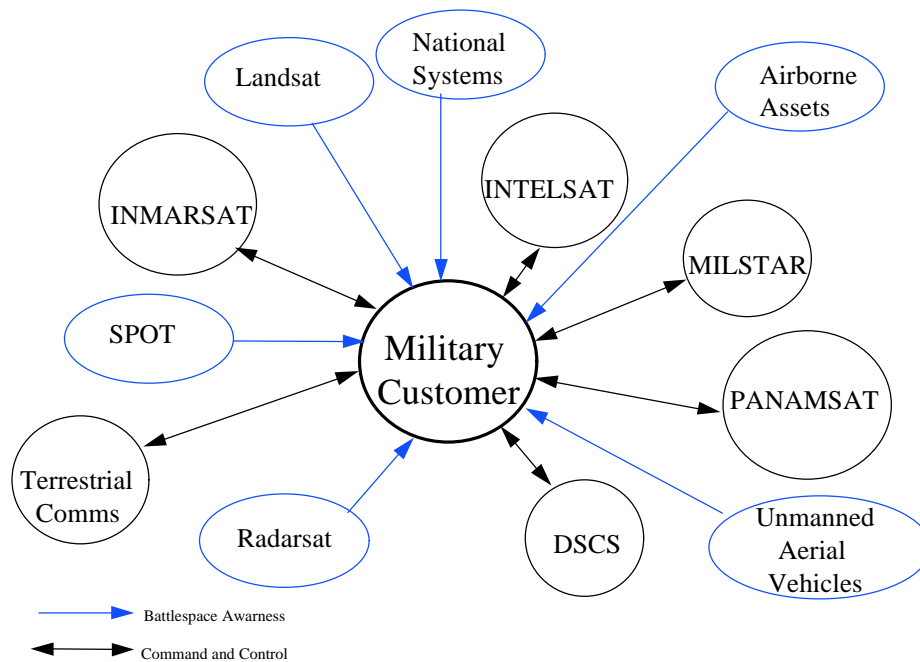 National
Systems
Landsat
Airborne
Assets
INTELSAT
INMARSAT
MILSTAR
SPOT
Military
Customer
PANAMSAT
Terrestrial
Comms
Radarsat
DSCS
Unmanned
Aerial
Vehicles
Battlespace Awarness
Command and Control